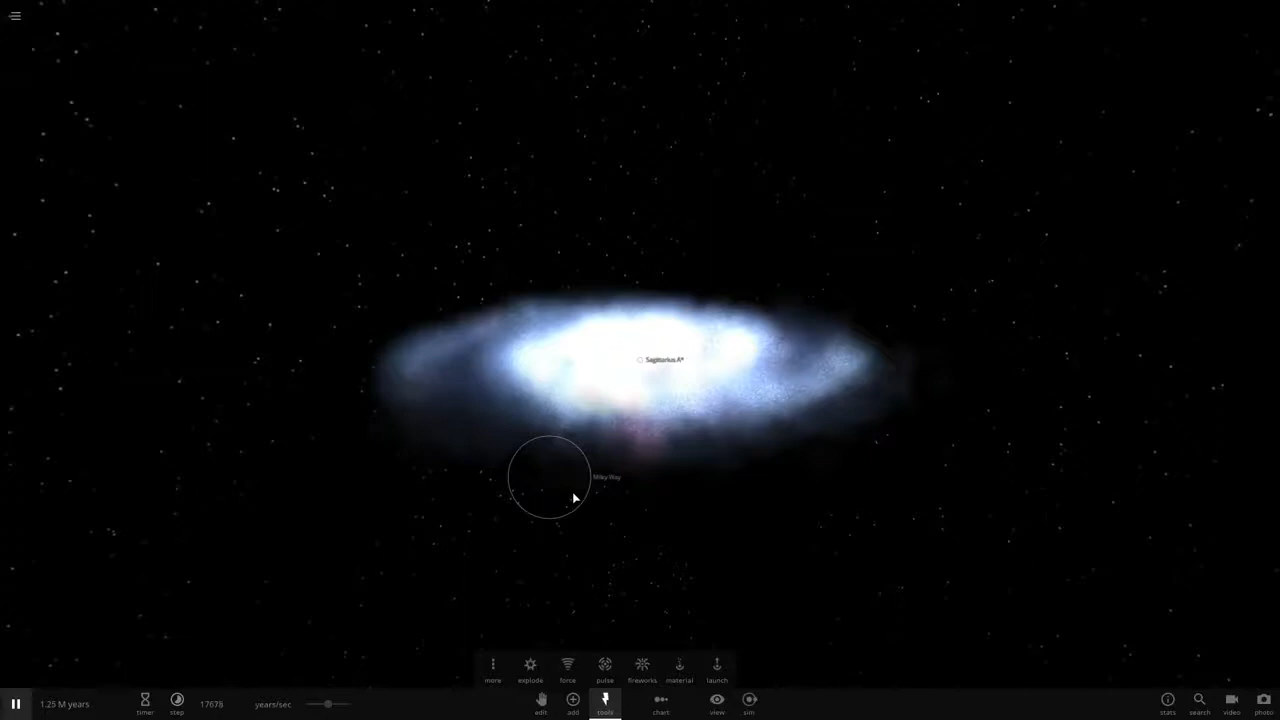 Sagittarius A*
Milky Way
more explode force pulse fireworks material launch
1.25 M years timer step 17678 years/sec edit add tools chart view sim stats search video photo